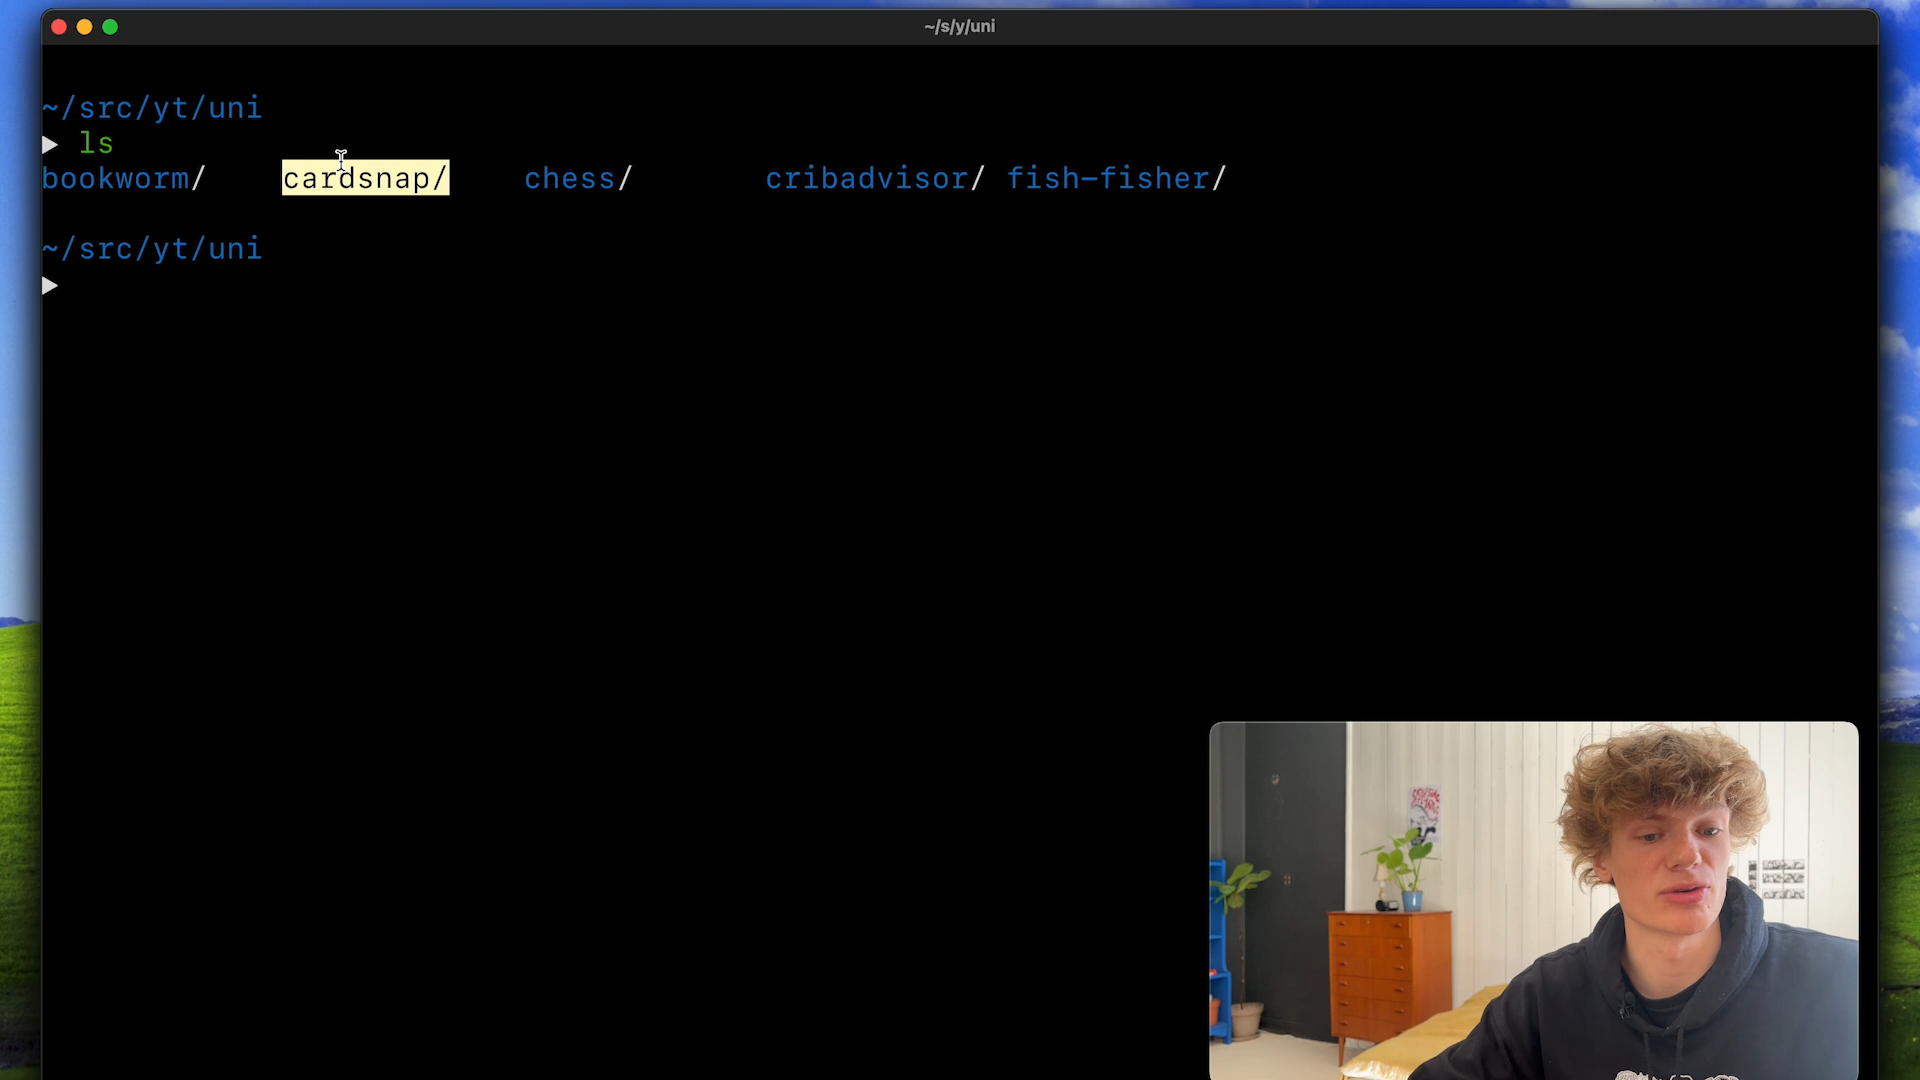 ~/s/y/uni
~/src/yt/uni
▶ ls
bookworm/ cardsnap/ chess/ cribadvisor/ fish-fisher/
~/src/yt/uni
▶